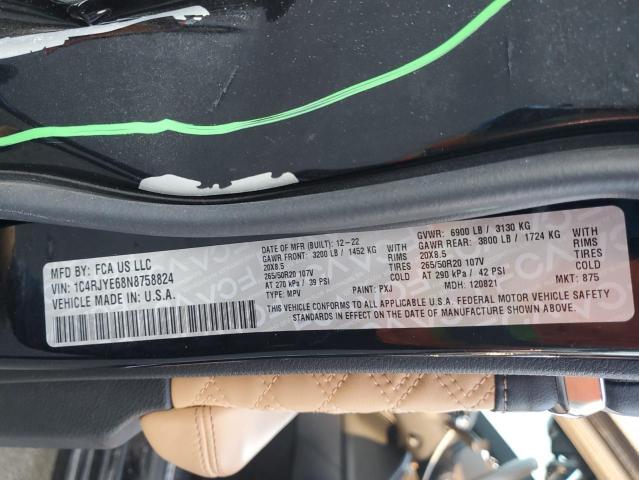 MFD BY: FCA US LLC
VIN: 1C4RJYE68N8758824
VEHICLE MADE IN U.S.A.
DATE OF MFR (BUILT): 12-22
GAWR FRONT: 3200 LB / 1452 KG
20X8.5 RIMS
265/50R20 107V TIRES
AT 270 kPa / 39 PSI COLD
TYPE: MPV PAINT: PXJ
GVWR: 6900 LB / 3130 KG
GAWR REAR: 3800 LB / 1724 KG
20X8.5 RIMS
265/50R20 107V TIRES
AT 290 kPa / 42 PSI COLD
MDH: 120821 MKT: 875
THIS VEHICLE CONFORMS TO ALL APPLICABLE U.S.A. FEDERAL MOTOR VEHICLE SAFETY
STANDARDS IN EFFECT ON THE DATE OF MANUFACTURE SHOWN ABOVE.